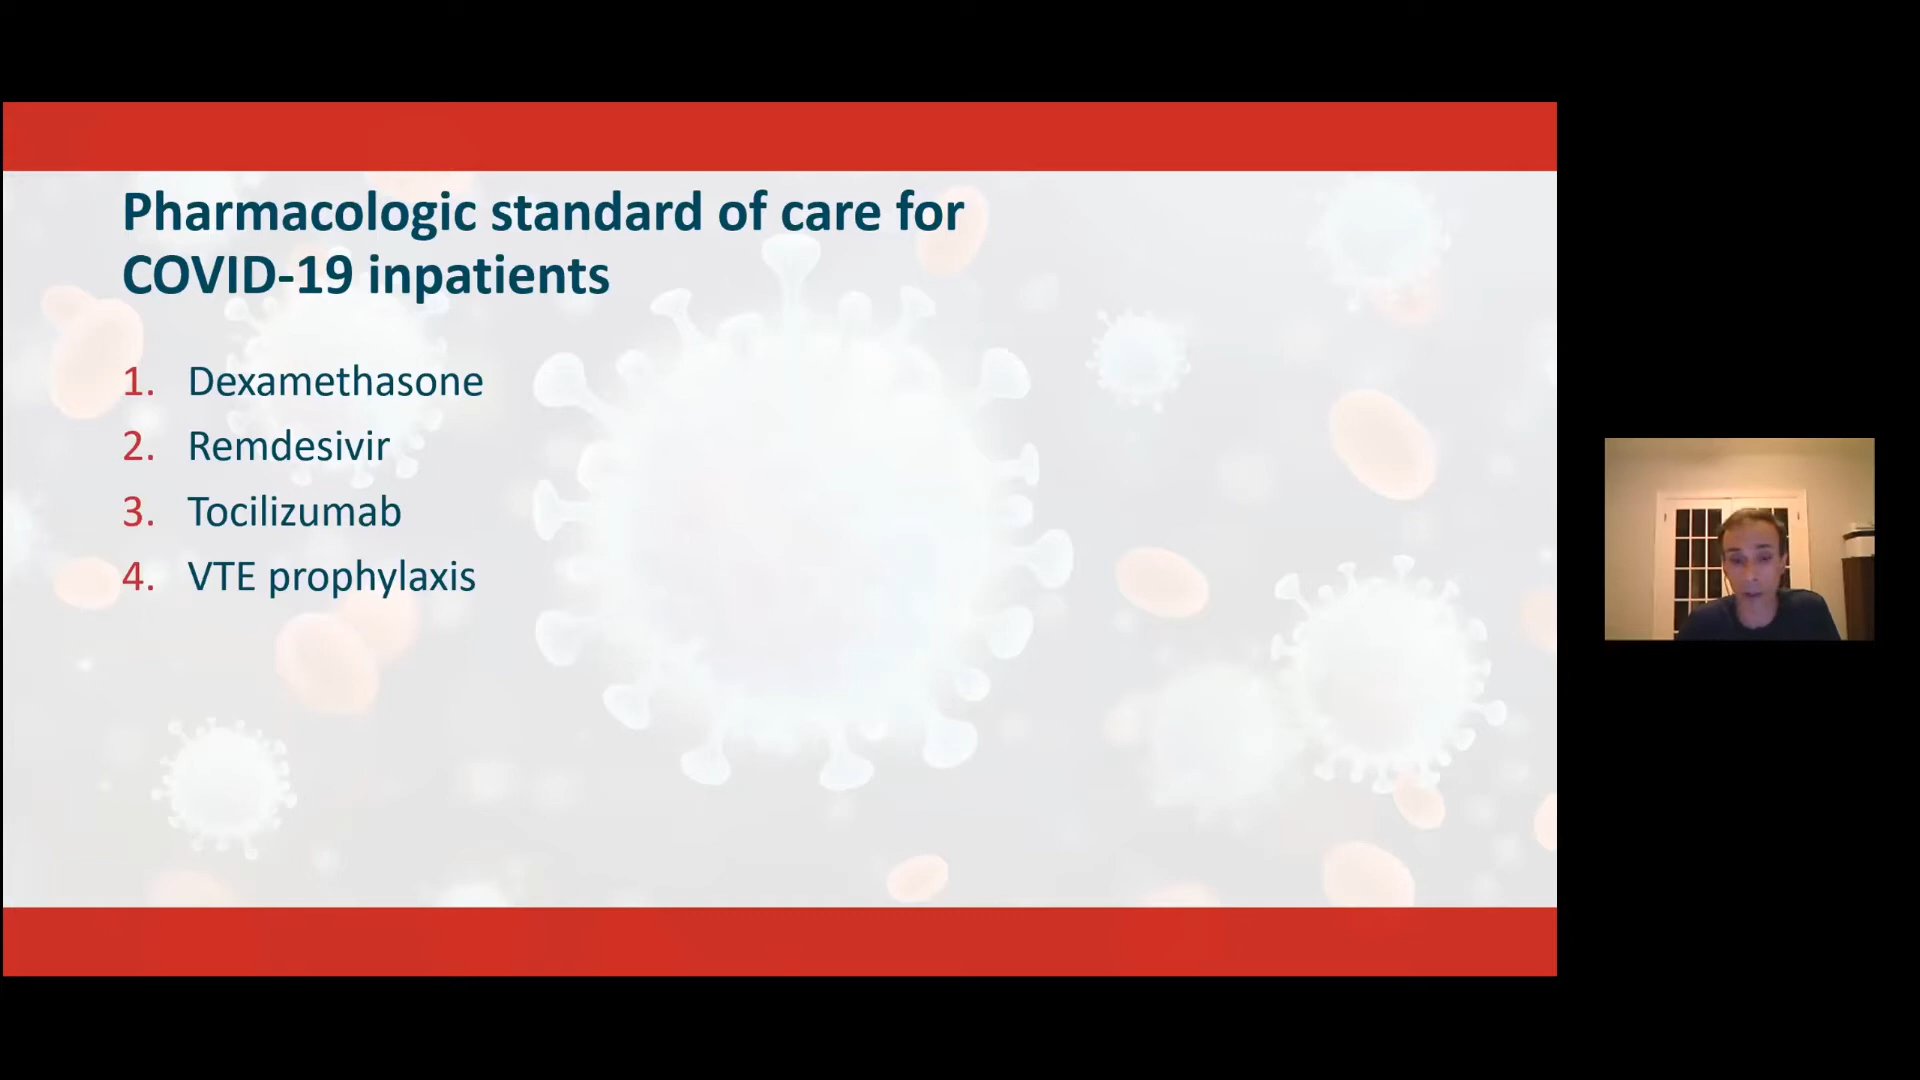 Pharmacologic standard of care for
COVID-19 inpatients
1. Dexamethasone
2. Remdesivir
3. Tocilizumab
4. VTE prophylaxis